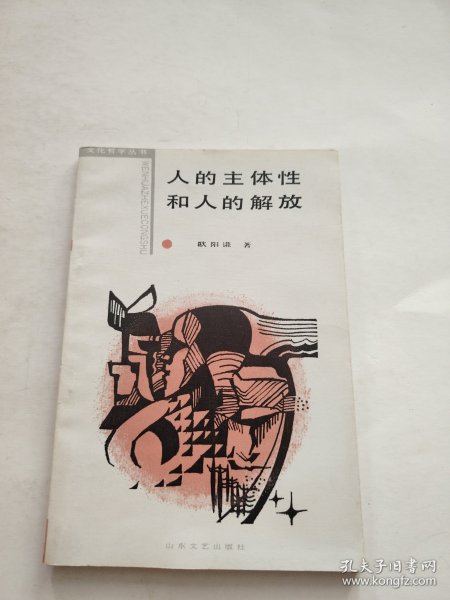 文化哲学丛书
WENHUAZHEXUECONGSHU
人的主体性
和人的解放
欧阳谦 著
山东文艺出版社
孔夫子旧书网
www.kongfz.com